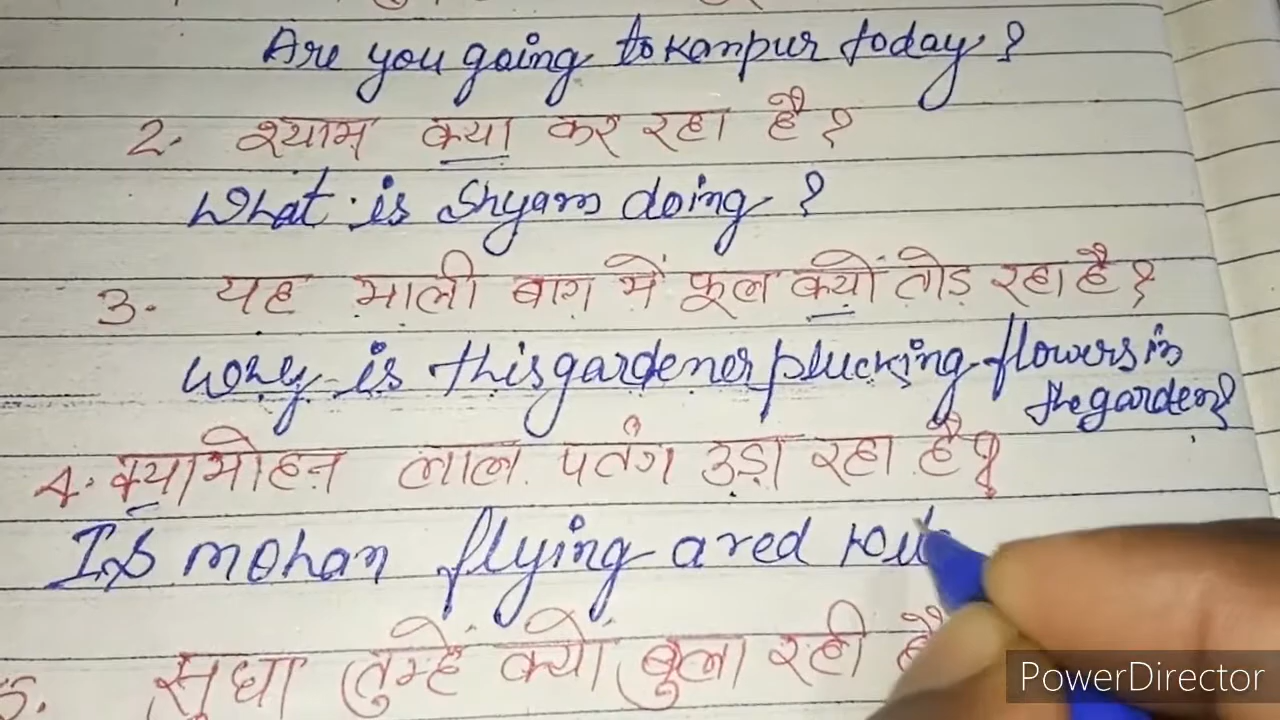 Are you going to Kanpur today?
2. श्याम क्या कर रहा है?
What is Shyam doing?
3. यह माली बाग में फूल क्यों तोड़ रहा है?
Why is this gardener plucking flowers in
the garden?
4. क्या मोहन लाल पतंग उड़ा रहा है?
Is mohan flying a red
5. सुधा तुम्हें क्यों बुला रही है
PowerDirector